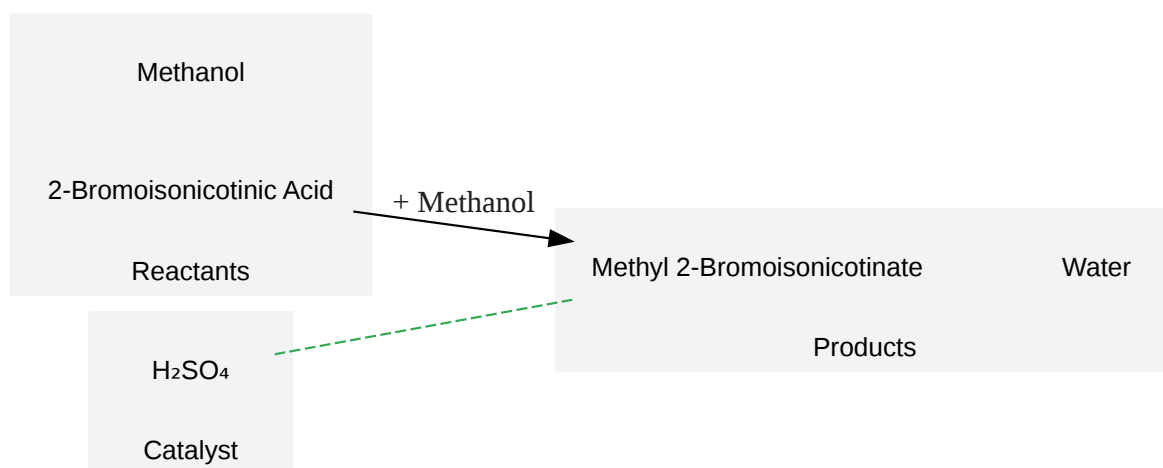 Methanol
2-Bromoisonicotinic Acid
Reactants
+ Methanol
Methyl 2-Bromoisonicotinate
Water
Products
H₂SO₄
Catalyst